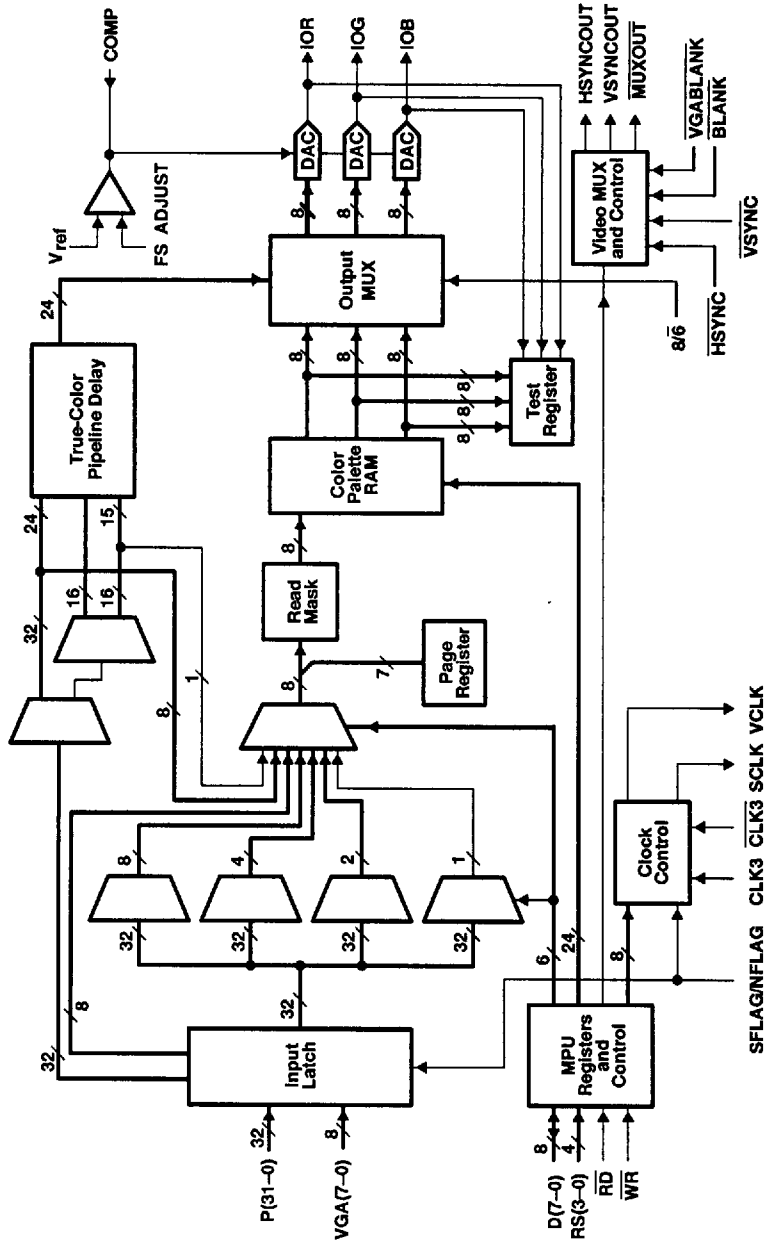 COMP
Vref
FS ADJUST
DAC
DAC
DAC
IOR
IOG
IOB
24
True-Color
Pipeline Delay
24
15
32
16
16
1
8
8
8
8
Output
MUX
8
8
8
8
8
8
Test
Register
Color
Palette
RAM
8
Read
Mask
8
7
Page
Register
8
4
2
1
32
32
32
32
32
32
8
Input
Latch
P(31–0)
32
VGA(7–0)
8
Video MUX
and Control
HSYNCOUT
VSYNCOUT
MUXOUT
VGABLANK
BLANK
VSYNC
HSYNC
8/6
MPU
Registers
and
Control
D(7–0)
8
RS(3–0)
4
RD
WR
6
24
8
Clock
Control
SFLAG/NFLAG
CLK3
CLK3
SCLK
VCLK